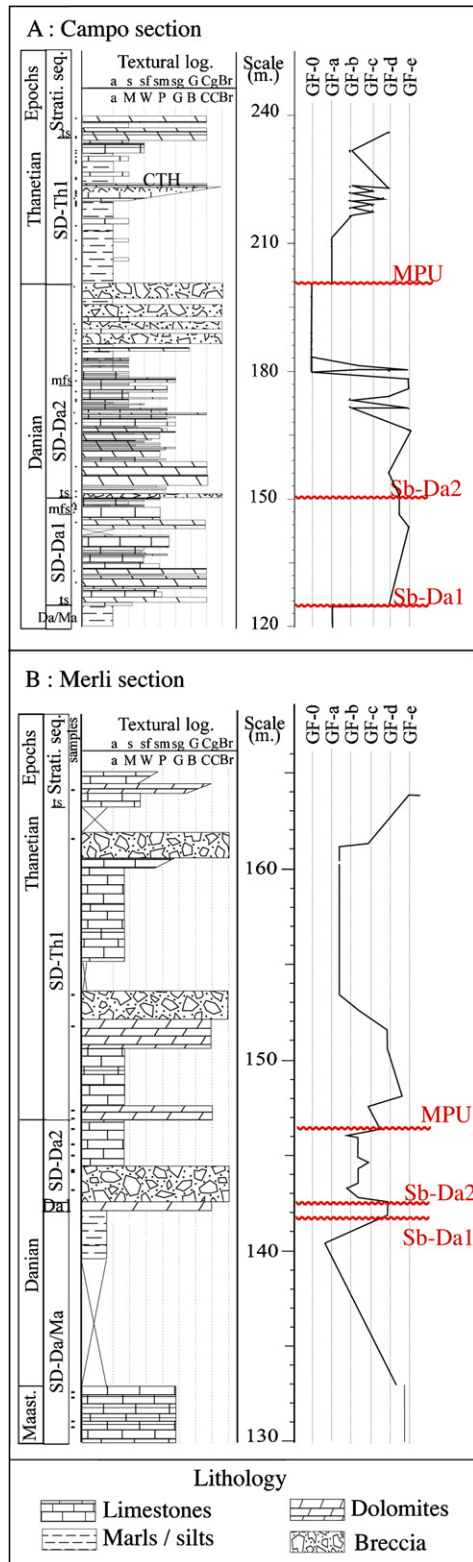 A : Campo section
Epochs
Strati. seq.
Textural log.
a s sf sm sg G Cg Br
a M W P G B C C Br
Scale
(m.)
GF-0
GF-a
GF-b
GF-c
GF-d
GF-e
240
Thanetian
SD-Th1
ts
CTH
210
MPU
Danian
SD-Da2
mfs
180
ts
150
Sb-Da2
SD-Da1
mfs
ts
Sb-Da1
Da/Ma
120
B : Merli section
Epochs
Strati. seq.
samples
Textural log.
a s sf sm sg G Cg Br
a M W P G B C C Br
Scale
(m.)
GF-0
GF-a
GF-b
GF-c
GF-d
GF-e
ts
Thanetian
SD-Th1
160
150
MPU
Danian
SD-Da2
Sb-Da2
Da1
Sb-Da1
140
SD-Da/Ma
Maast.
130
Lithology
Limestones
Dolomites
Marls / silts
Breccia